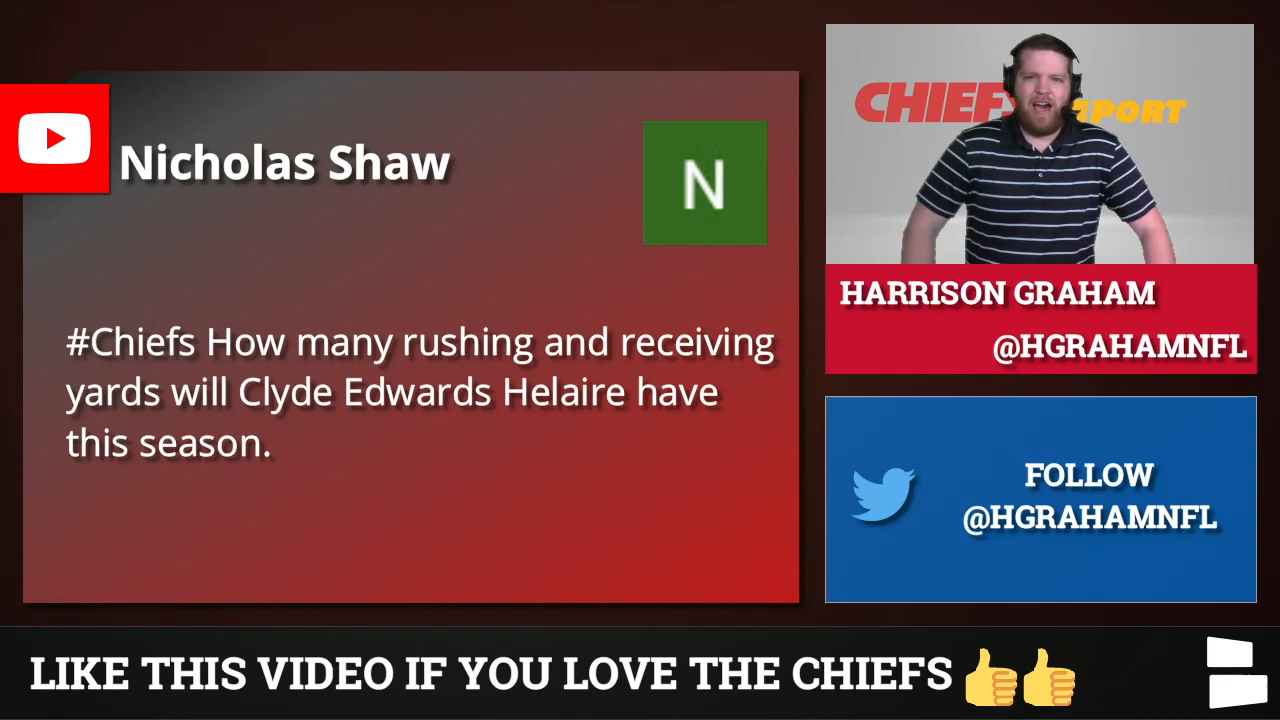 Nicholas Shaw
N
#Chiefs How many rushing and receiving
yards will Clyde Edwards Helaire have
this season.
CHIEFS
HARRISON GRAHAM
@HGRAHAMNFL
FOLLOW
@HGRAHAMNFL
LIKE THIS VIDEO IF YOU LOVE THE CHIEFS 👍👍